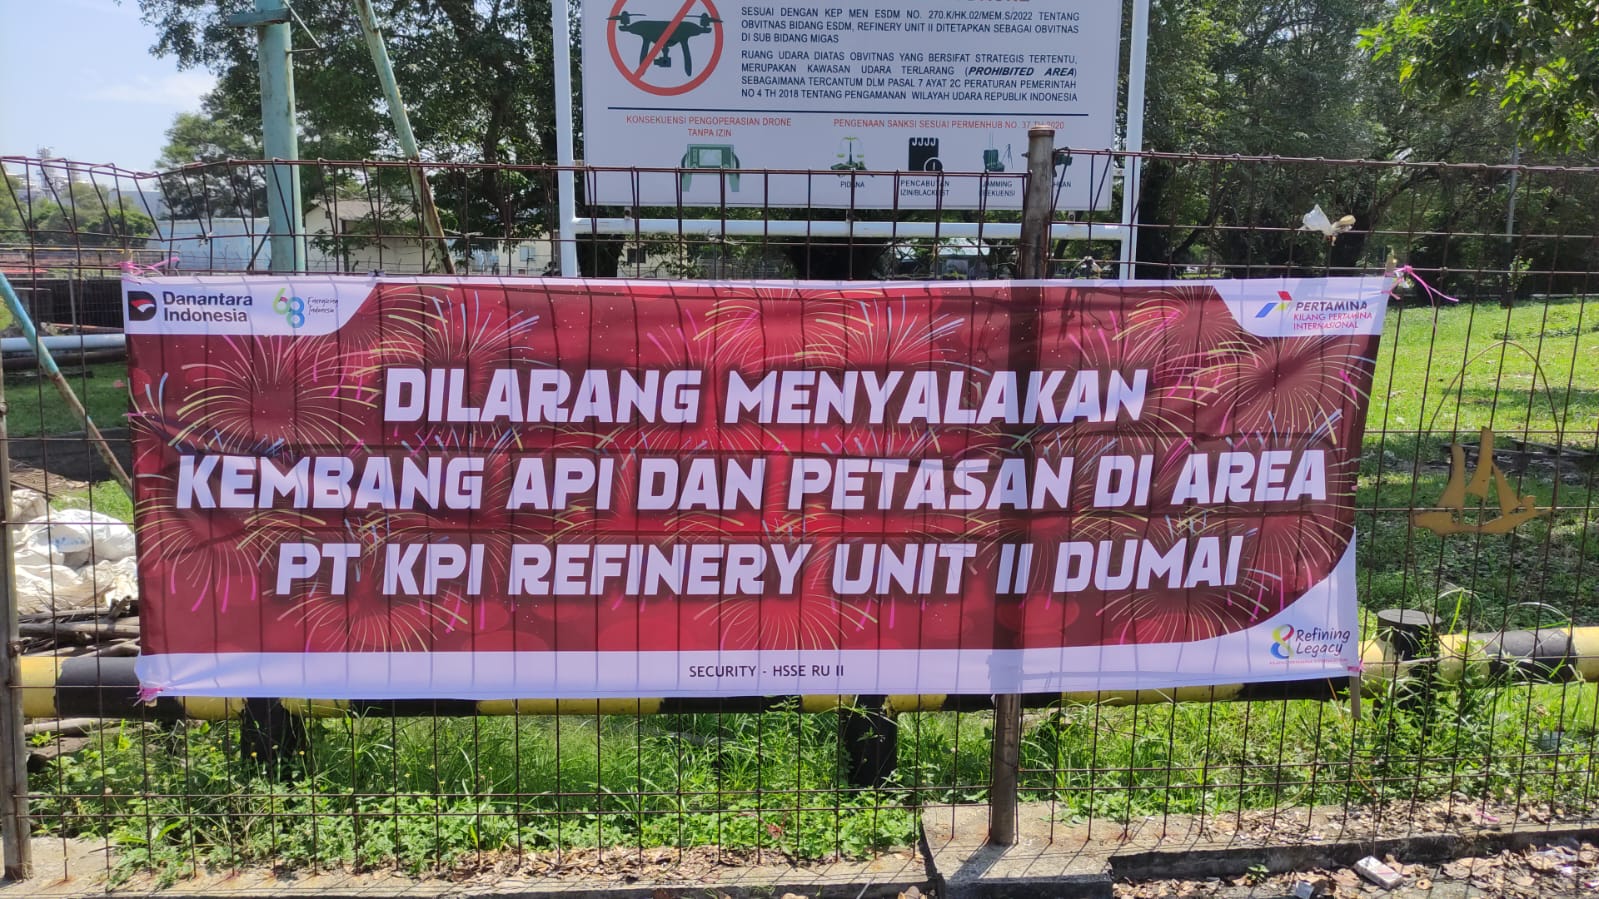 SESUAI DENGAN KEP MEN ESDM NO. 270.K/HK.02/MEM.S/2022 TENTANG
OBVITNAS BIDANG ESDM, REFINERY UNIT II DITETAPKAN SEBAGAI OBVITNAS
DI SUB BIDANG MIGAS
RUANG UDARA DIATAS OBVITNAS YANG BERSIFAT STRATEGIS TERTENTU,
MERUPAKAN KAWASAN UDARA TERLARANG (PROHIBITED AREA)
SEBAGAIMANA TERCANTUM DLM PASAL 7 AYAT 2C PERATURAN PEMERINTAH
NO 4 TH 2018 TENTANG PENGAMANAN WILAYAH UDARA REPUBLIK INDONESIA
KONSEKUENSI PENGOPERASIAN DRONE
TANPA IZIN
PENGENAAN SANKSI SESUAI PERMENHUB NO. 37 TH 2020
PIDANA
PENCABUTAN
IZIN/BLACKLIST
JAMMING
Danantara
Indonesia
68 Energizing
Indonesia
PERTAMINA
KILANG PERTAMINA
INTERNASIONAL
DILARANG MENYALAKAN
KEMBANG API DAN PETASAN DI AREA
PT KPI REFINERY UNIT II DUMAI
Refining
Legacy
SECURITY - HSSE RU II